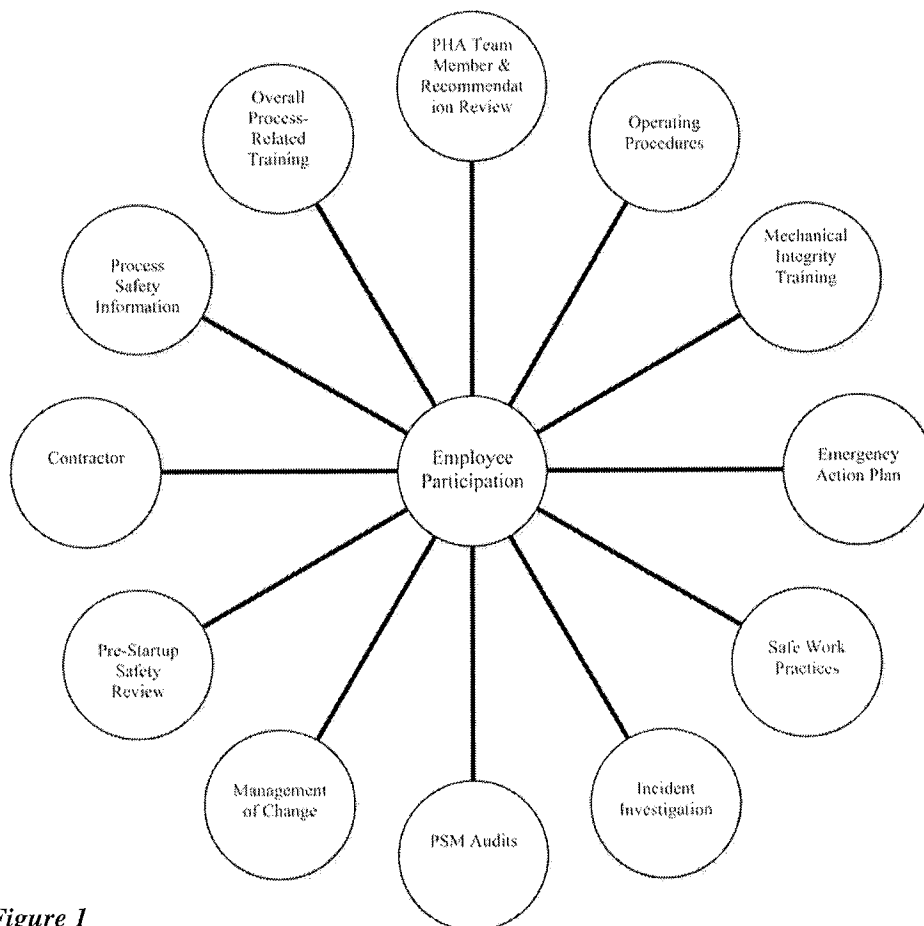 PHA Team
Member &
Recommendat
ion Review
Overall
Process-
Related
Training
Operating
Procedures
Process
Safety
Information
Mechanical
Integrity
Training
Contractor
Employee
Participation
Emergency
Action Plan
Pre-Startup
Safety
Review
Safe Work
Practices
Management
of Change
Incident
Investigation
PSM Audits
Figure 1